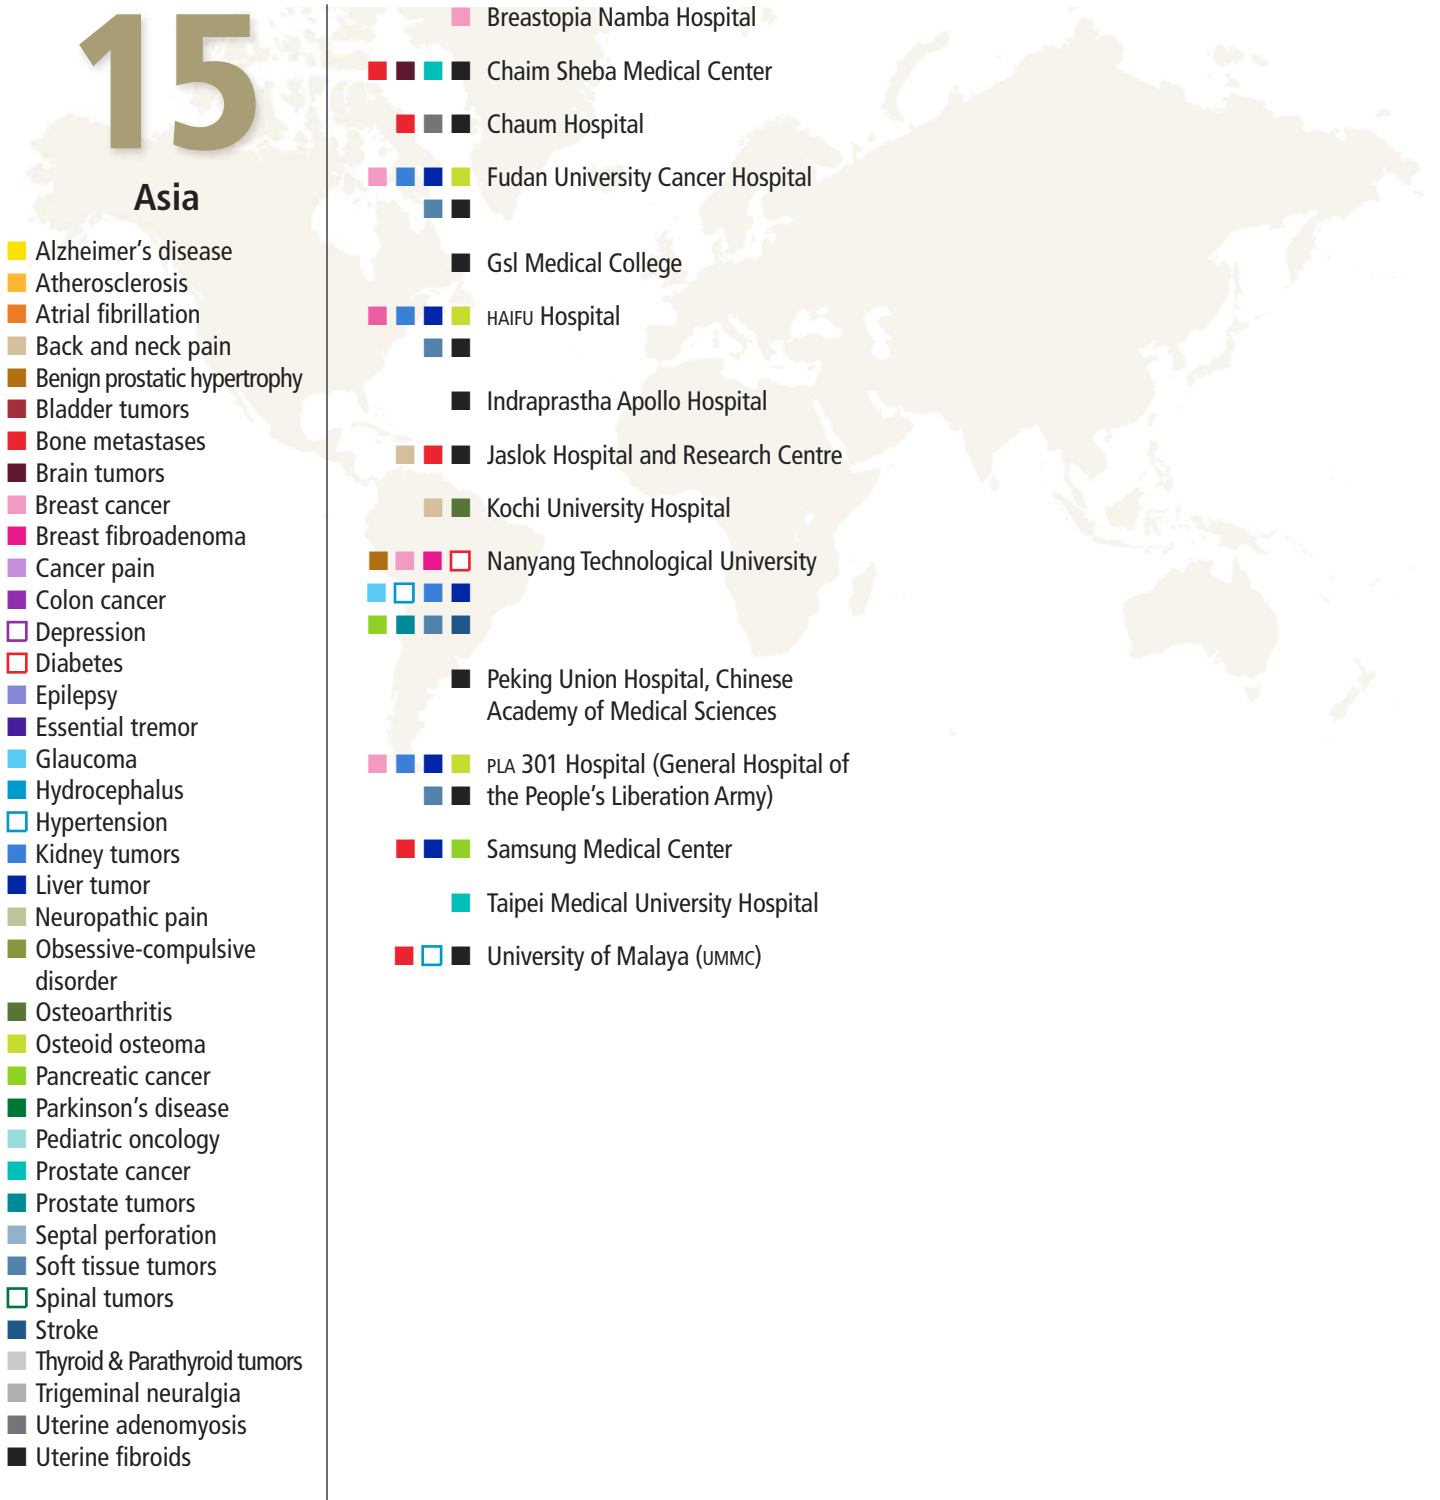 15
Asia
Alzheimer's disease
Atherosclerosis
Atrial fibrillation
Back and neck pain
Benign prostatic hypertrophy
Bladder tumors
Bone metastases
Brain tumors
Breast cancer
Breast fibroadenoma
Cancer pain
Colon cancer
Depression
Diabetes
Epilepsy
Essential tremor
Glaucoma
Hydrocephalus
Hypertension
Kidney tumors
Liver tumor
Neuropathic pain
Obsessive-compulsive
disorder
Osteoarthritis
Osteoid osteoma
Pancreatic cancer
Parkinson's disease
Pediatric oncology
Prostate cancer
Prostate tumors
Septal perforation
Soft tissue tumors
Spinal tumors
Stroke
Thyroid & Parathyroid tumors
Trigeminal neuralgia
Uterine adenomyosis
Uterine fibroids
Breastopia Namba Hospital
Chaim Sheba Medical Center
Chaum Hospital
Fudan University Cancer Hospital
Gsl Medical College
HAIFU Hospital
Indraprastha Apollo Hospital
Jaslok Hospital and Research Centre
Kochi University Hospital
Nanyang Technological University
Peking Union Hospital, Chinese
Academy of Medical Sciences
PLA 301 Hospital (General Hospital of
the People's Liberation Army)
Samsung Medical Center
Taipei Medical University Hospital
University of Malaya (UMMC)